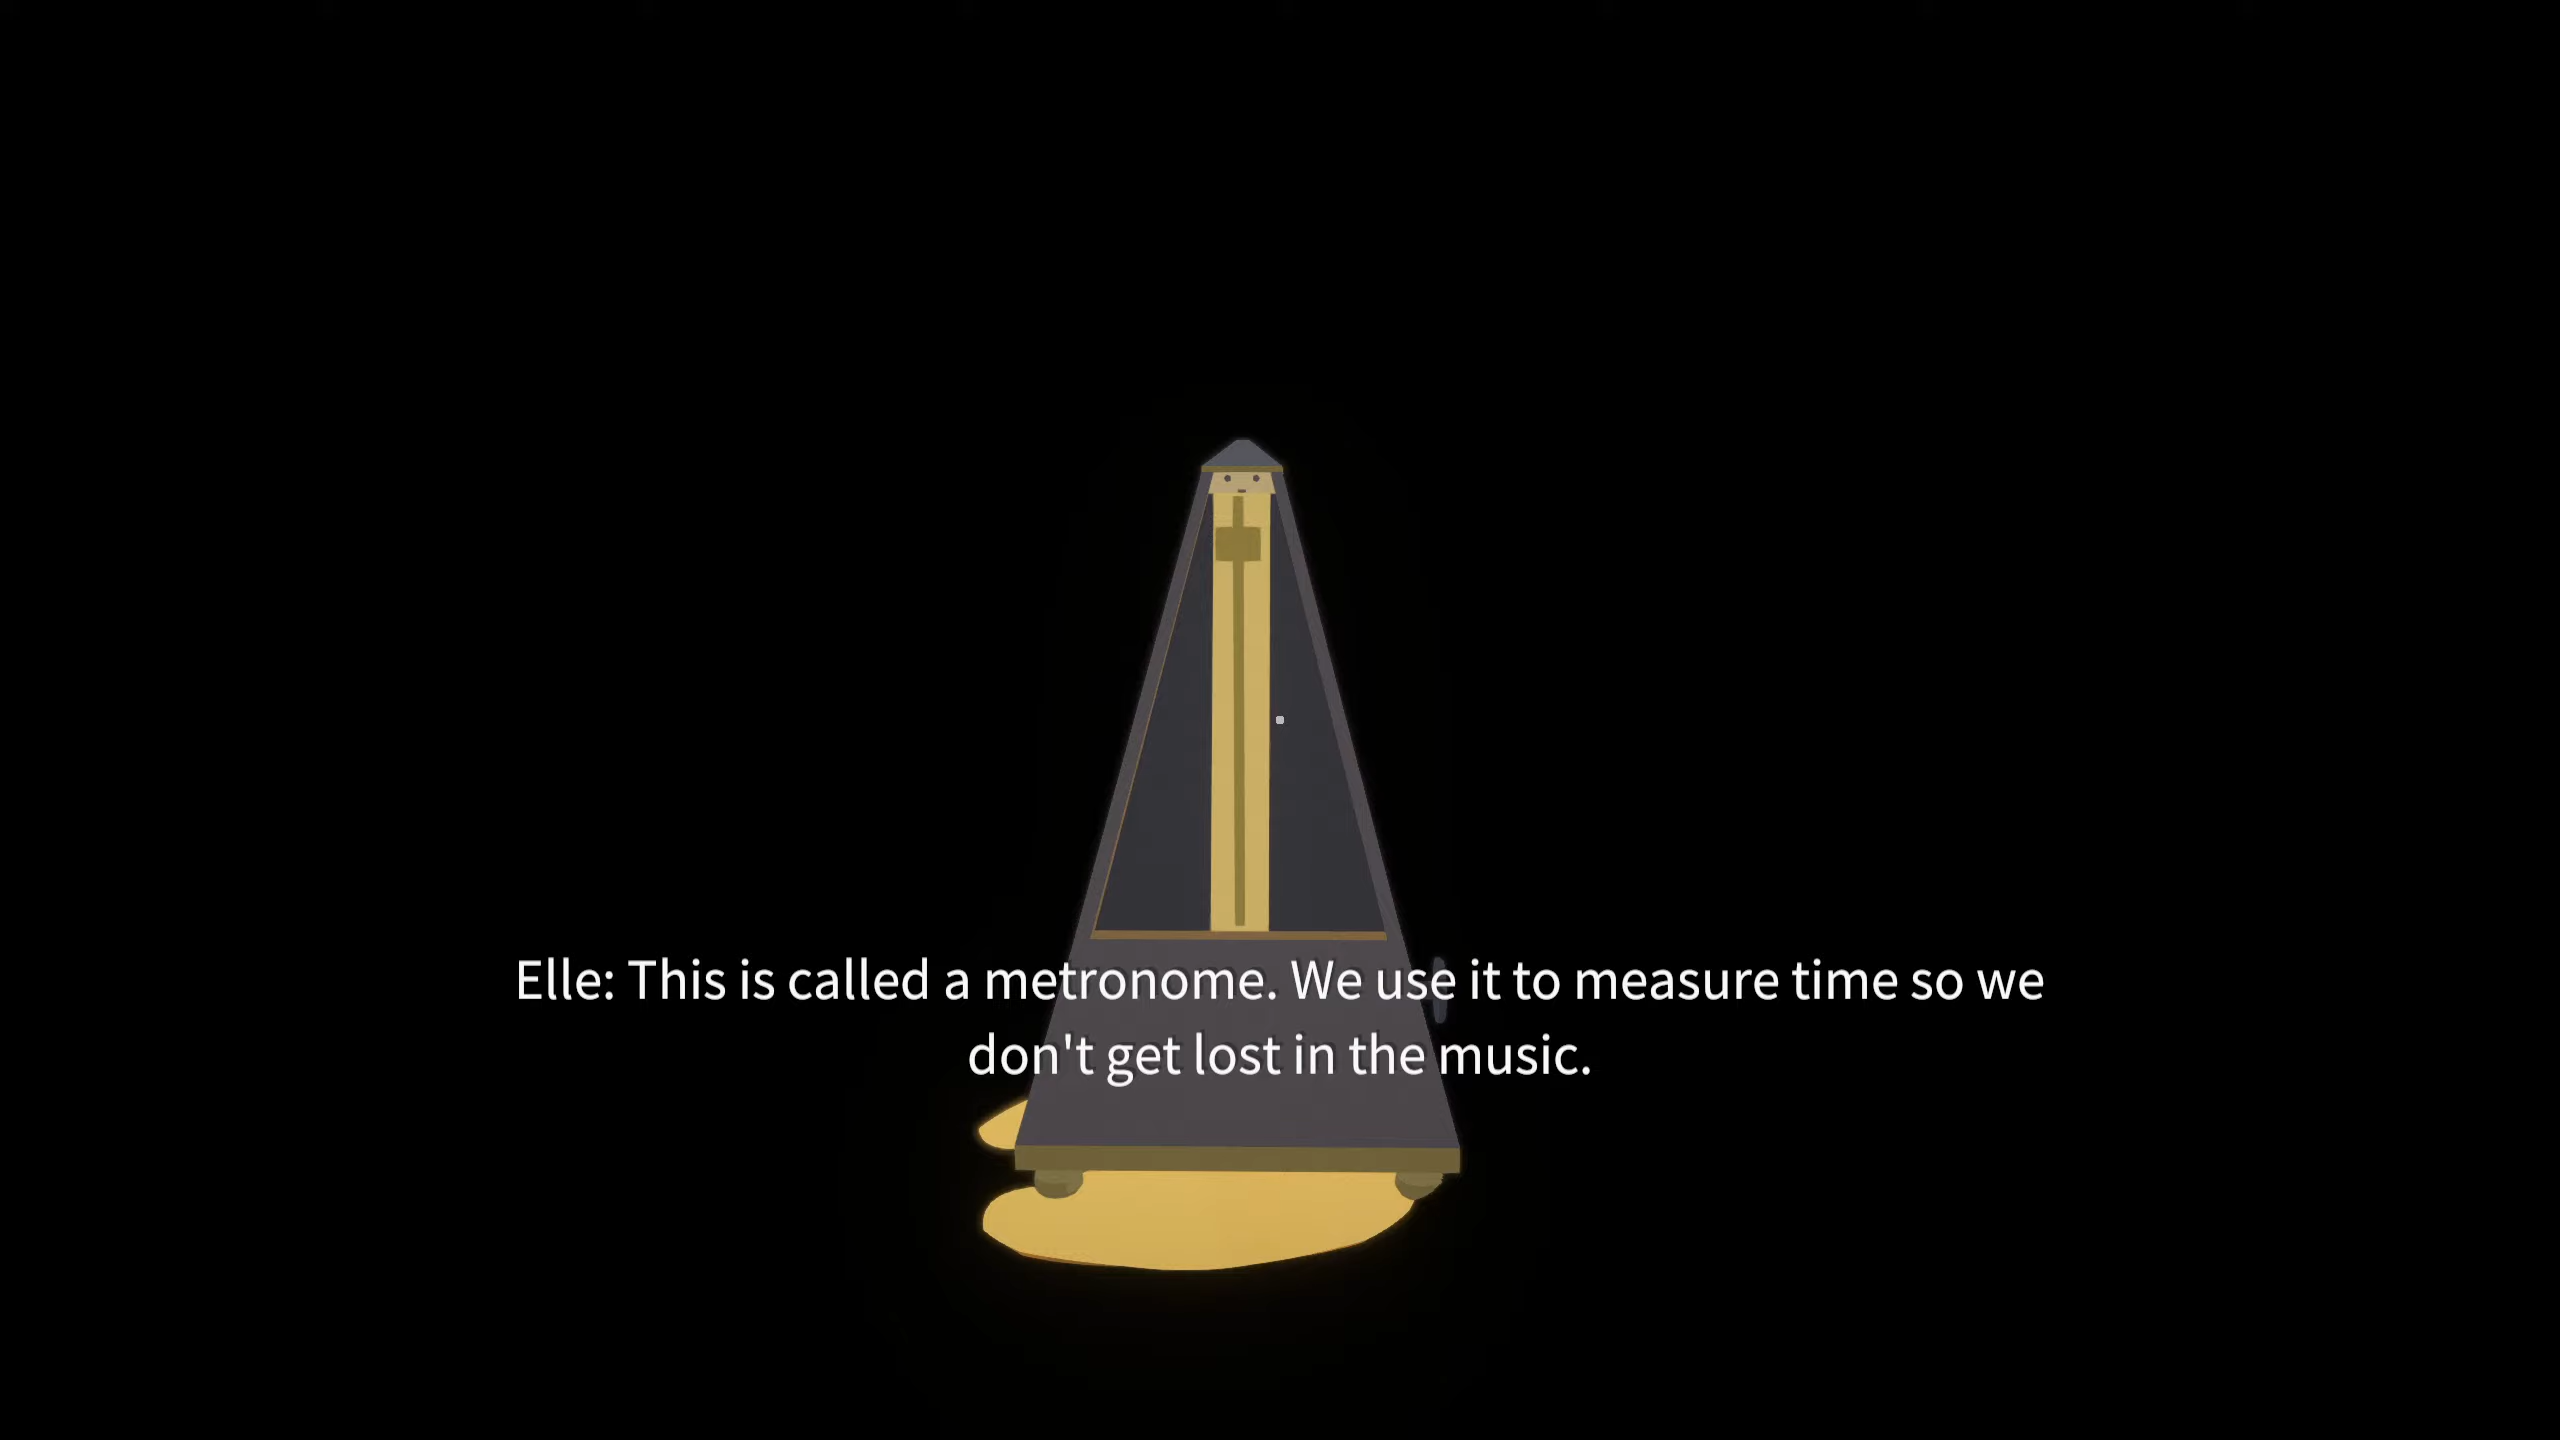 Elle: This is called a metronome. We use it to measure time so we
don't get lost in the music.